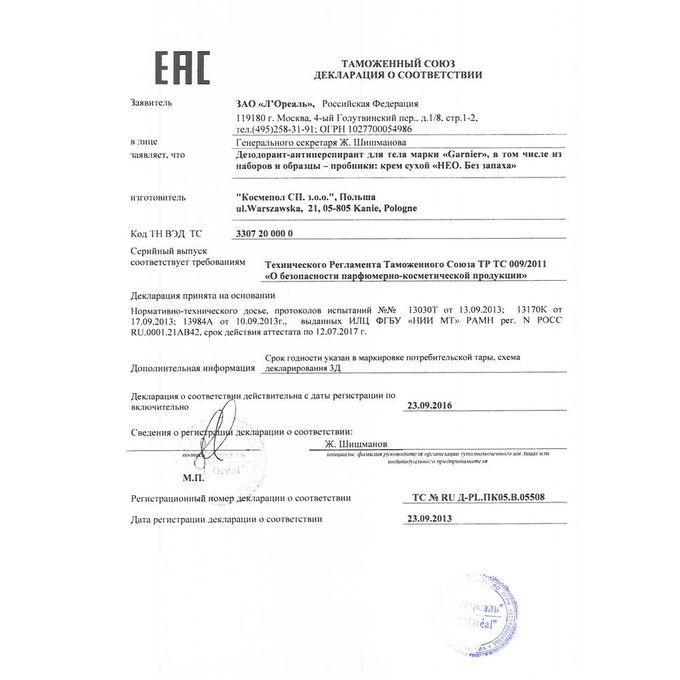 EAC
ТАМОЖЕННЫЙ СОЮЗ
ДЕКЛАРАЦИЯ О СООТВЕТСТВИИ
Заявитель ЗАО «Л'Ореаль», Российская Федерация
119180 г. Москва, 4-ый Голутвинский пер., д.1/8, стр.1-2,
тел.(495)258-31-91; ОГРН 1027700054986
в лице Генерального секретаря Ж. Шишманова
заявляет, что Дезодорант-антиперспирант для тела марки «Garnier», в том числе из
наборов и образцы – пробники: крем сухой «НЕО. Без запаха»
изготовитель "Космепол СП. з.о.о.", Польша
ul.Warszawska, 21, 05-805 Kanie, Pologne
Код ТН ВЭД ТС 3307 20 000 0
Серийный выпуск
соответствует требованиям Технического Регламента Таможенного Союза ТР ТС 009/2011
«О безопасности парфюмерно-косметической продукции»
Декларация принята на основании
Нормативно-технического досье, протоколов испытаний №№ 13030Т от 13.09.2013; 13170К от
17.09.2013; 13984А от 10.09.2013г., выданных ИЛЦ ФГБУ «НИИ МТ» РАМН рег. N РОСС
RU.0001.21АВ42, срок действия аттестата по 12.07.2017 г.
Срок годности указан в маркировке потребительской тары, схема
Дополнительная информация декларирования 3Д
Декларация о соответствии действительна с даты регистрации по
включительно 23.09.2016
Сведения о регистрации декларации о соответствии:
Ж. Шишманов
инициалы, фамилия руководителя организации (уполномоченного им лица) или
индивидуального предпринимателя
М.П.
L'Oréal"
Регистрационный номер декларации о соответствии ТС № RU Д-PL.ПК05.В.05508
Дата регистрации декларации о соответствии 23.09.2013
"Л'Ореаль"
"L'Oréal"